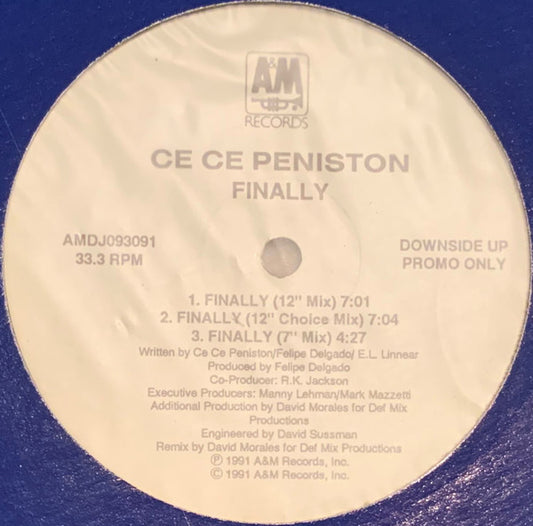 A&M
RECORDS
CE CE PENISTON
FINALLY
AMDJ093091
33.3 RPM
DOWNSIDE UP
PROMO ONLY
1. FINALLY (12" Mix) 7:01
2. FINALLY (12" Choice Mix) 7:04
3. FINALLY (7" Mix) 4:27
Written by Ce Ce Peniston/Felipe Delgado/ E.L. Linnear
Produced by Felipe Delgado
Co-Producer: R.K. Jackson
Executive Producers: Manny Lehman/Mark Mazzetti
Additional Production by David Morales for Def Mix
Productions
Engineered by David Sussman
Remix by David Morales for Def Mix Productions
℗ 1991 A&M Records, Inc.
© 1991 A&M Records, Inc.